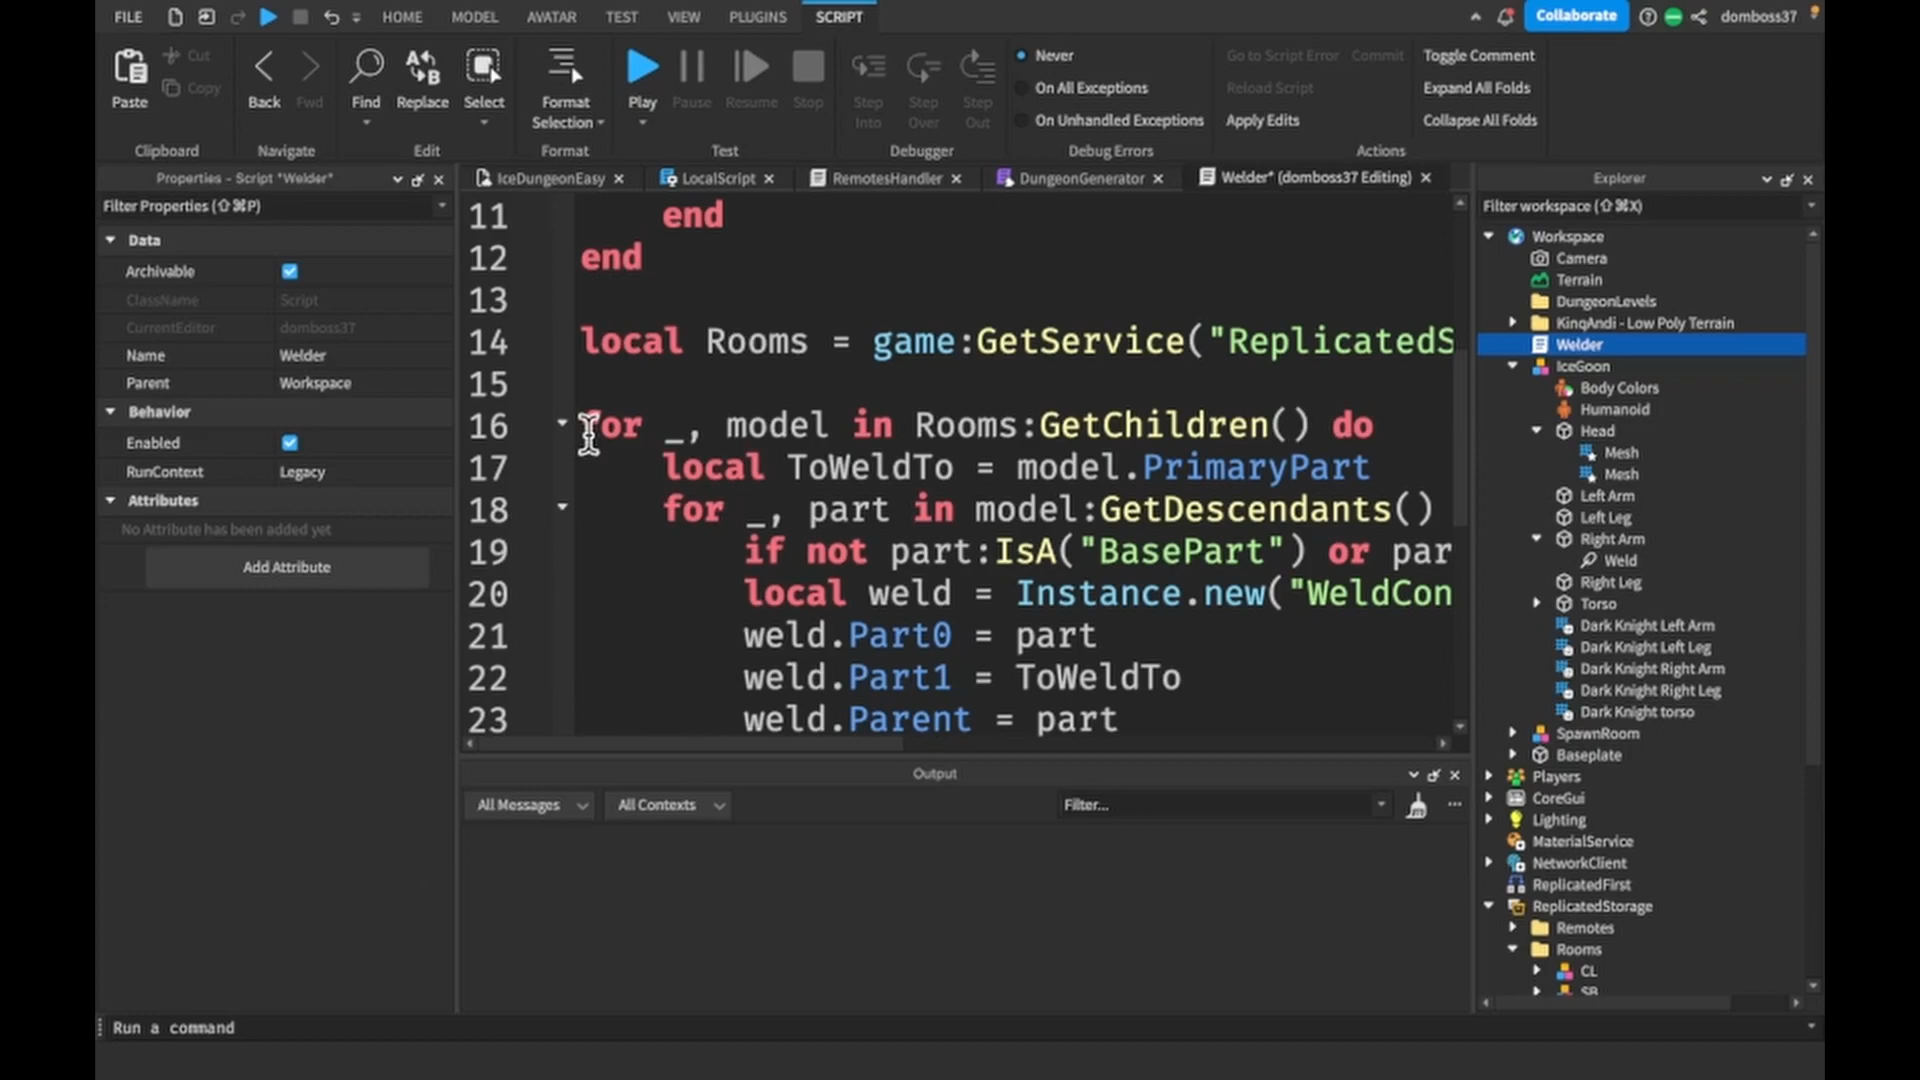 FILE HOME MODEL AVATAR TEST VIEW PLUGINS SCRIPT Collaborate domboss37
Paste Cut Copy Back Fwd Find Replace Select Format Selection Play Pause Resume Stop Step Into Step Over Step Out
Never
On All Exceptions
On Unhandled Exceptions
Go to Script Error Commit
Reload Script
Apply Edits
Toggle Comment
Expand All Folds
Collapse All Folds
Clipboard Navigate Edit Format Test Debugger Debug Errors Actions
Properties - Script "Welder"
Filter Properties (⇧⌘P)
Data
Archivable
ClassName Script
CurrentEditor domboss37
Name Welder
Parent Workspace
Behavior
Enabled
RunContext Legacy
Attributes
No Attribute has been added yet
Add Attribute
IceDungeonEasy LocalScript RemotesHandler DungeonGenerator Welder* (domboss37 Editing)
11 end
12 end
13
14 local Rooms = game:GetService("ReplicatedS
15
16 for _, model in Rooms:GetChildren() do
17 local ToWeldTo = model.PrimaryPart
18 for _, part in model:GetDescendants()
19 if not part:IsA("BasePart") or par
20 local weld = Instance.new("WeldCon
21 weld.Part0 = part
22 weld.Part1 = ToWeldTo
23 weld.Parent = part
Output
All Messages All Contexts Filter...
Explorer
Filter workspace (⇧⌘X)
Workspace
Camera
Terrain
DungeonLevels
KinqAndi - Low Poly Terrain
Welder
IceGoon
Body Colors
Humanoid
Head
Mesh
Mesh
Left Arm
Left Leg
Right Arm
Weld
Right Leg
Torso
Dark Knight Left Arm
Dark Knight Left Leg
Dark Knight Right Arm
Dark Knight Right Leg
Dark Knight torso
SpawnRoom
Baseplate
Players
CoreGui
Lighting
MaterialService
NetworkClient
ReplicatedFirst
ReplicatedStorage
Remotes
Rooms
CL
SB
Run a command